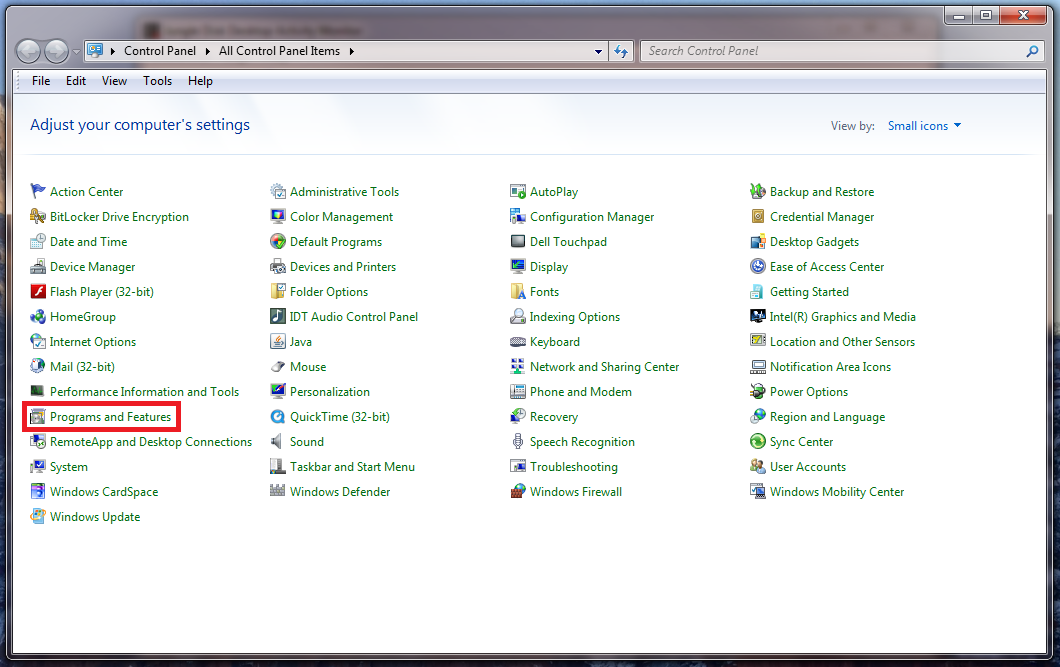 Control Panel All Control Panel Items Search Control Panel
File Edit View Tools Help
Adjust your computer's settings
View by: Small icons
Action Center Administrative Tools AutoPlay Backup and Restore
BitLocker Drive Encryption Color Management Configuration Manager Credential Manager
Date and Time Default Programs Dell Touchpad Desktop Gadgets
Device Manager Devices and Printers Display Ease of Access Center
Flash Player (32-bit) Folder Options Fonts Getting Started
HomeGroup IDT Audio Control Panel Indexing Options Intel(R) Graphics and Media
Internet Options Java Keyboard Location and Other Sensors
Mail (32-bit) Mouse Network and Sharing Center Notification Area Icons
Performance Information and Tools Personalization Phone and Modem Power Options
Programs and Features QuickTime (32-bit) Recovery Region and Language
RemoteApp and Desktop Connections Sound Speech Recognition Sync Center
System Taskbar and Start Menu Troubleshooting User Accounts
Windows CardSpace Windows Defender Windows Firewall Windows Mobility Center
Windows Update